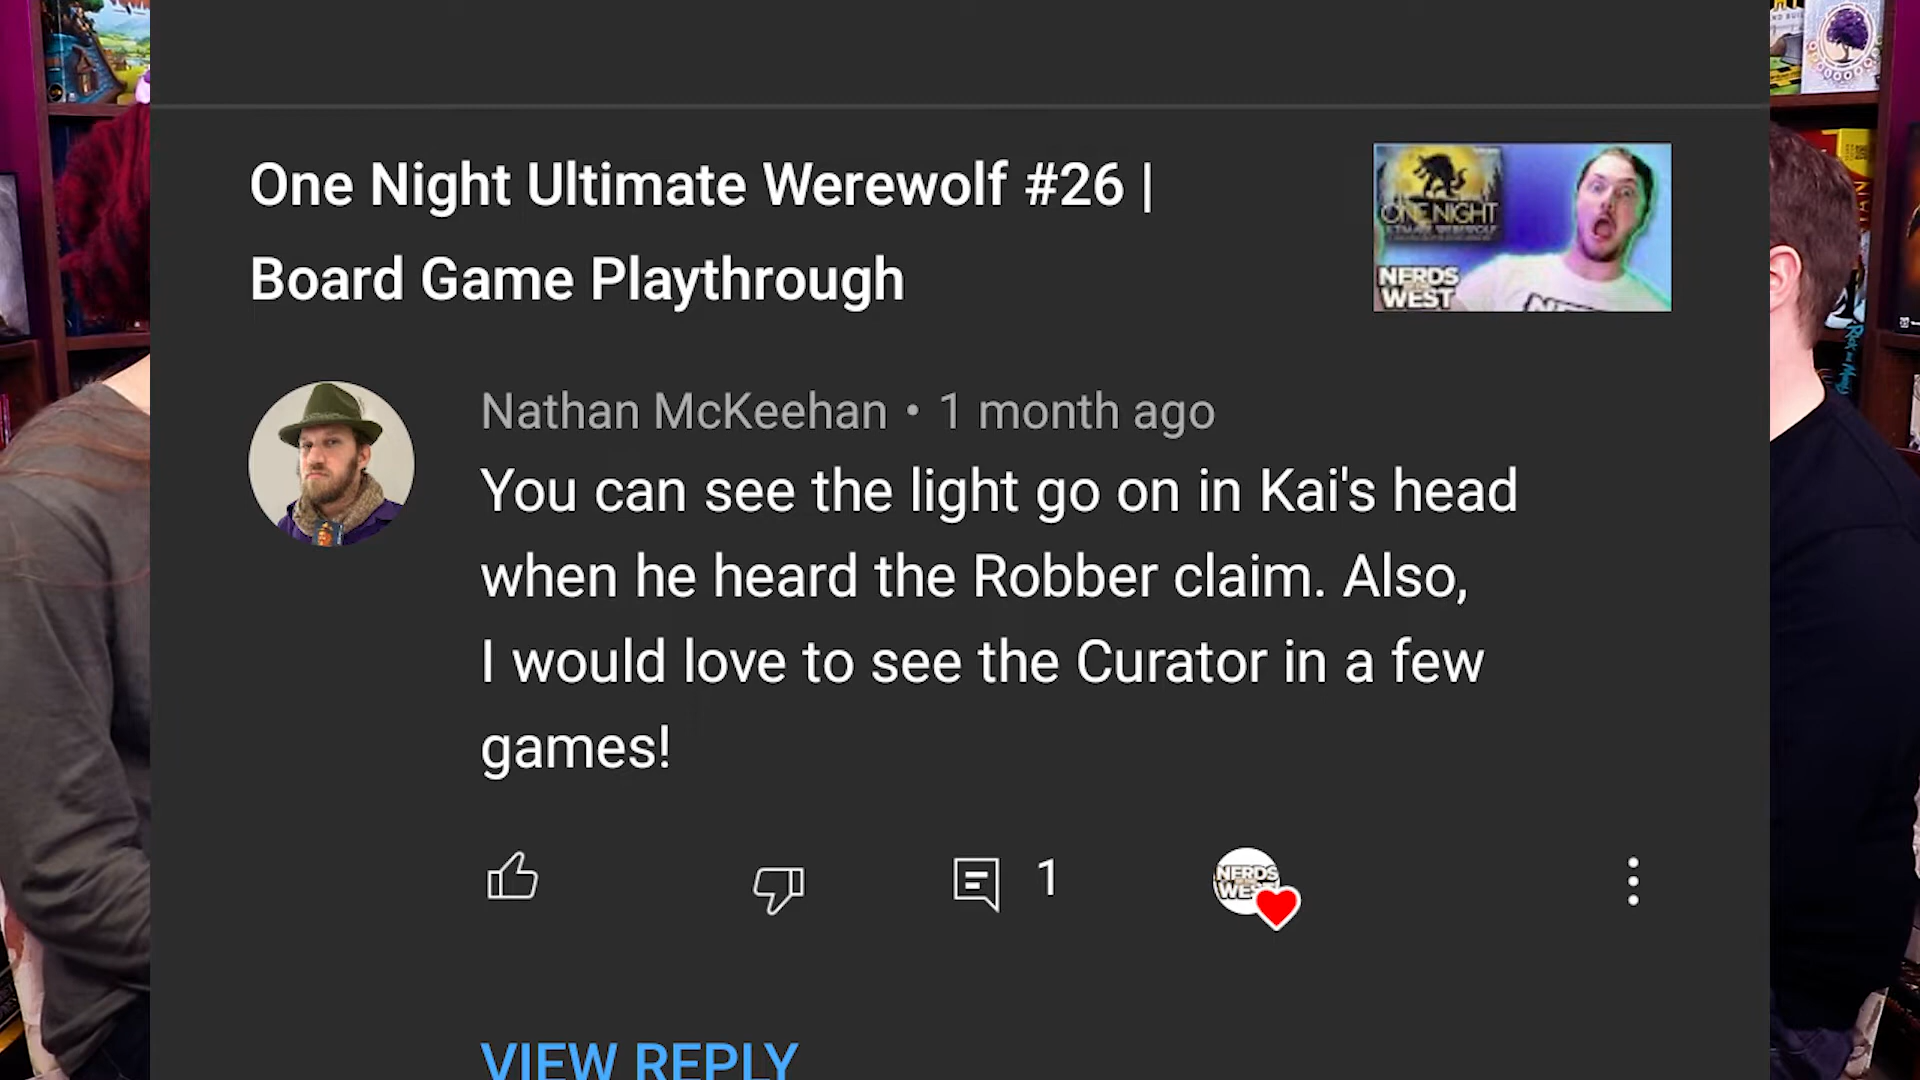 One Night Ultimate Werewolf #26 |
Board Game Playthrough
ONE NIGHT
NERDS
WEST
Nathan McKeehan • 1 month ago
You can see the light go on in Kai's head
when he heard the Robber claim. Also,
I would love to see the Curator in a few
games!
1
NERDS
WEST
VIEW REPLY